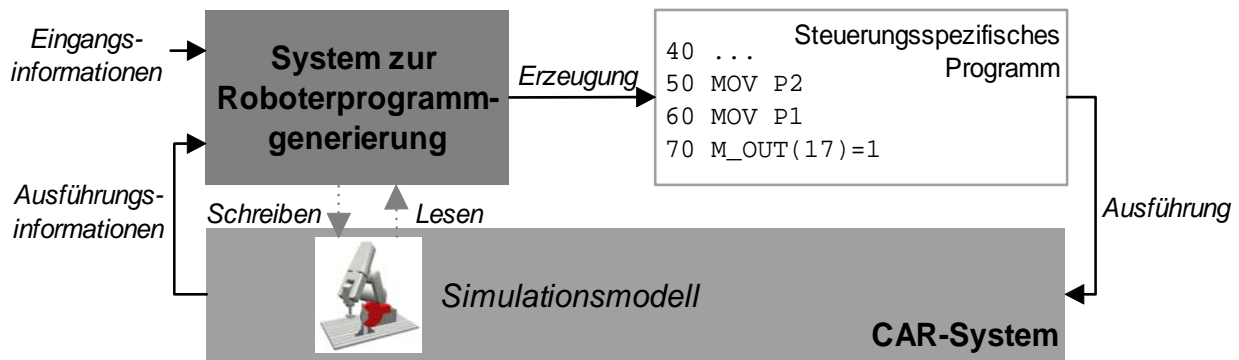 Eingangs-
informationen
System zur
Roboterprogramm-
generierung
Erzeugung
Steuerungsspezifisches
Programm
40 ...
50 MOV P2
60 MOV P1
70 M_OUT(17)=1
Ausführungs-
informationen
Schreiben
Lesen
Ausführung
Simulationsmodell
CAR-System